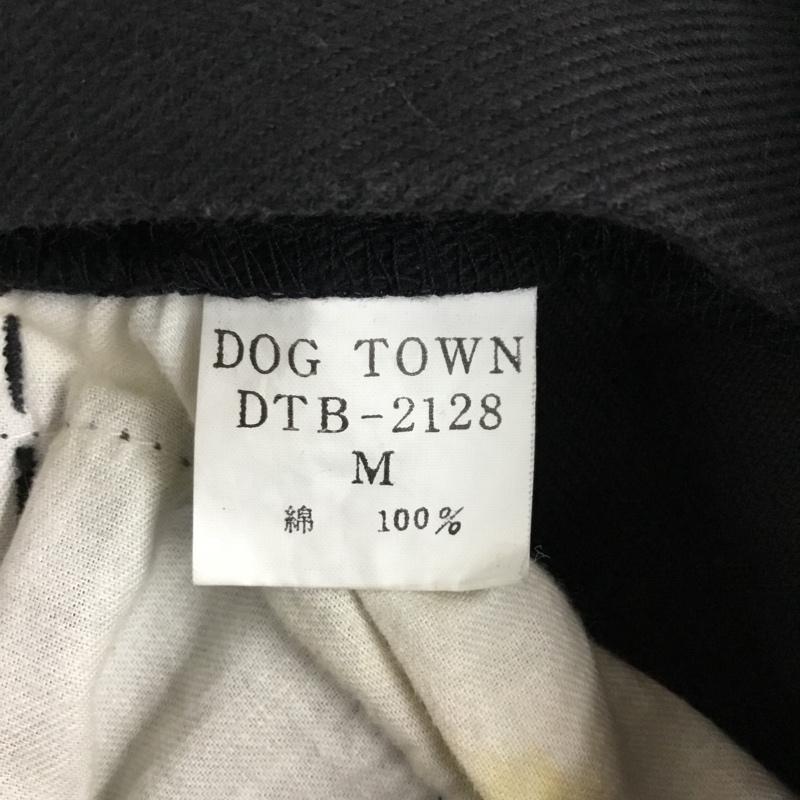 DOG TOWN
DTB-2128
M
綿 100%